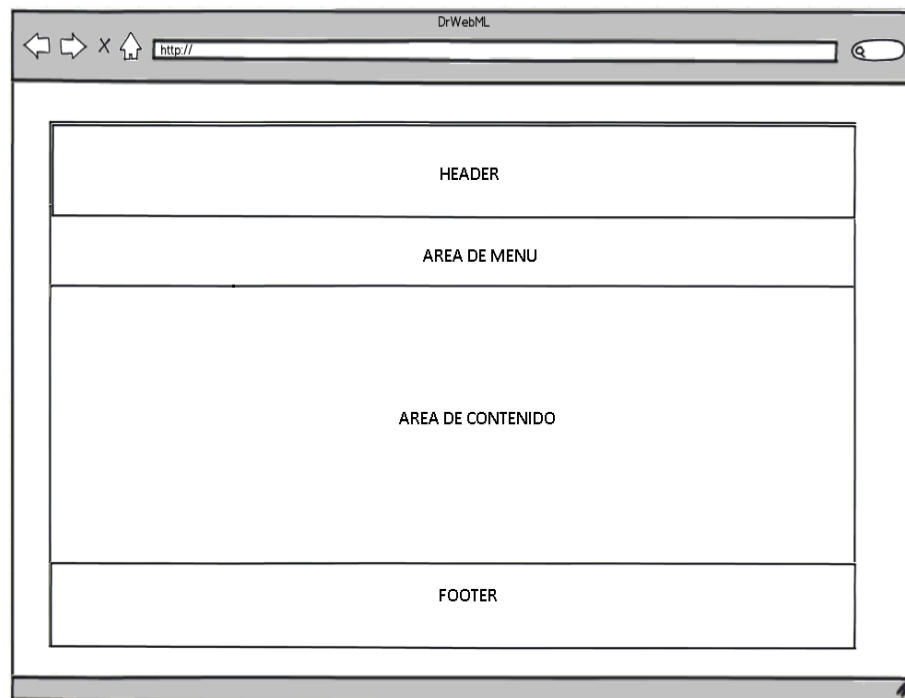 DrWebML
http://
HEADER
AREA DE MENU
AREA DE CONTENIDO
FOOTER